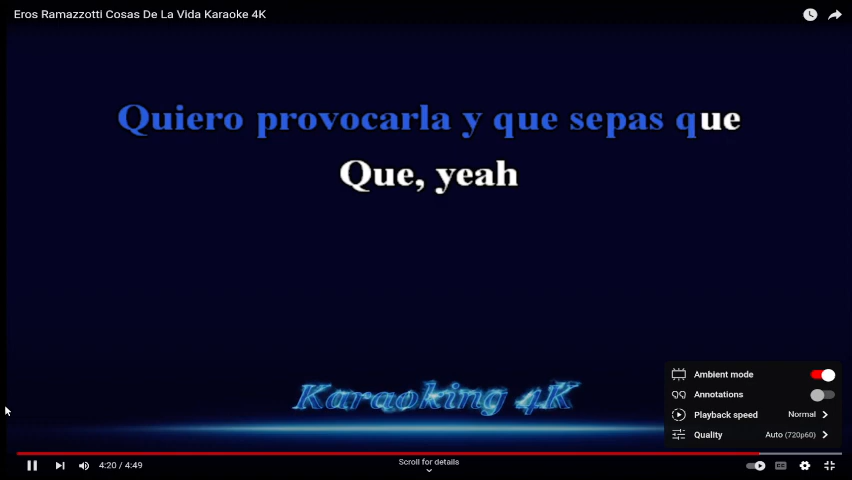 Eros Ramazzotti Cosas De La Vida Karaoke 4K
Quiero provocarla y que sepas que
Que, yeah
Karaoking 4K
Ambient mode
Annotations
Playback speed Normal
Quality Auto (720p60)
4:20 / 4:49
Scroll for details
CC